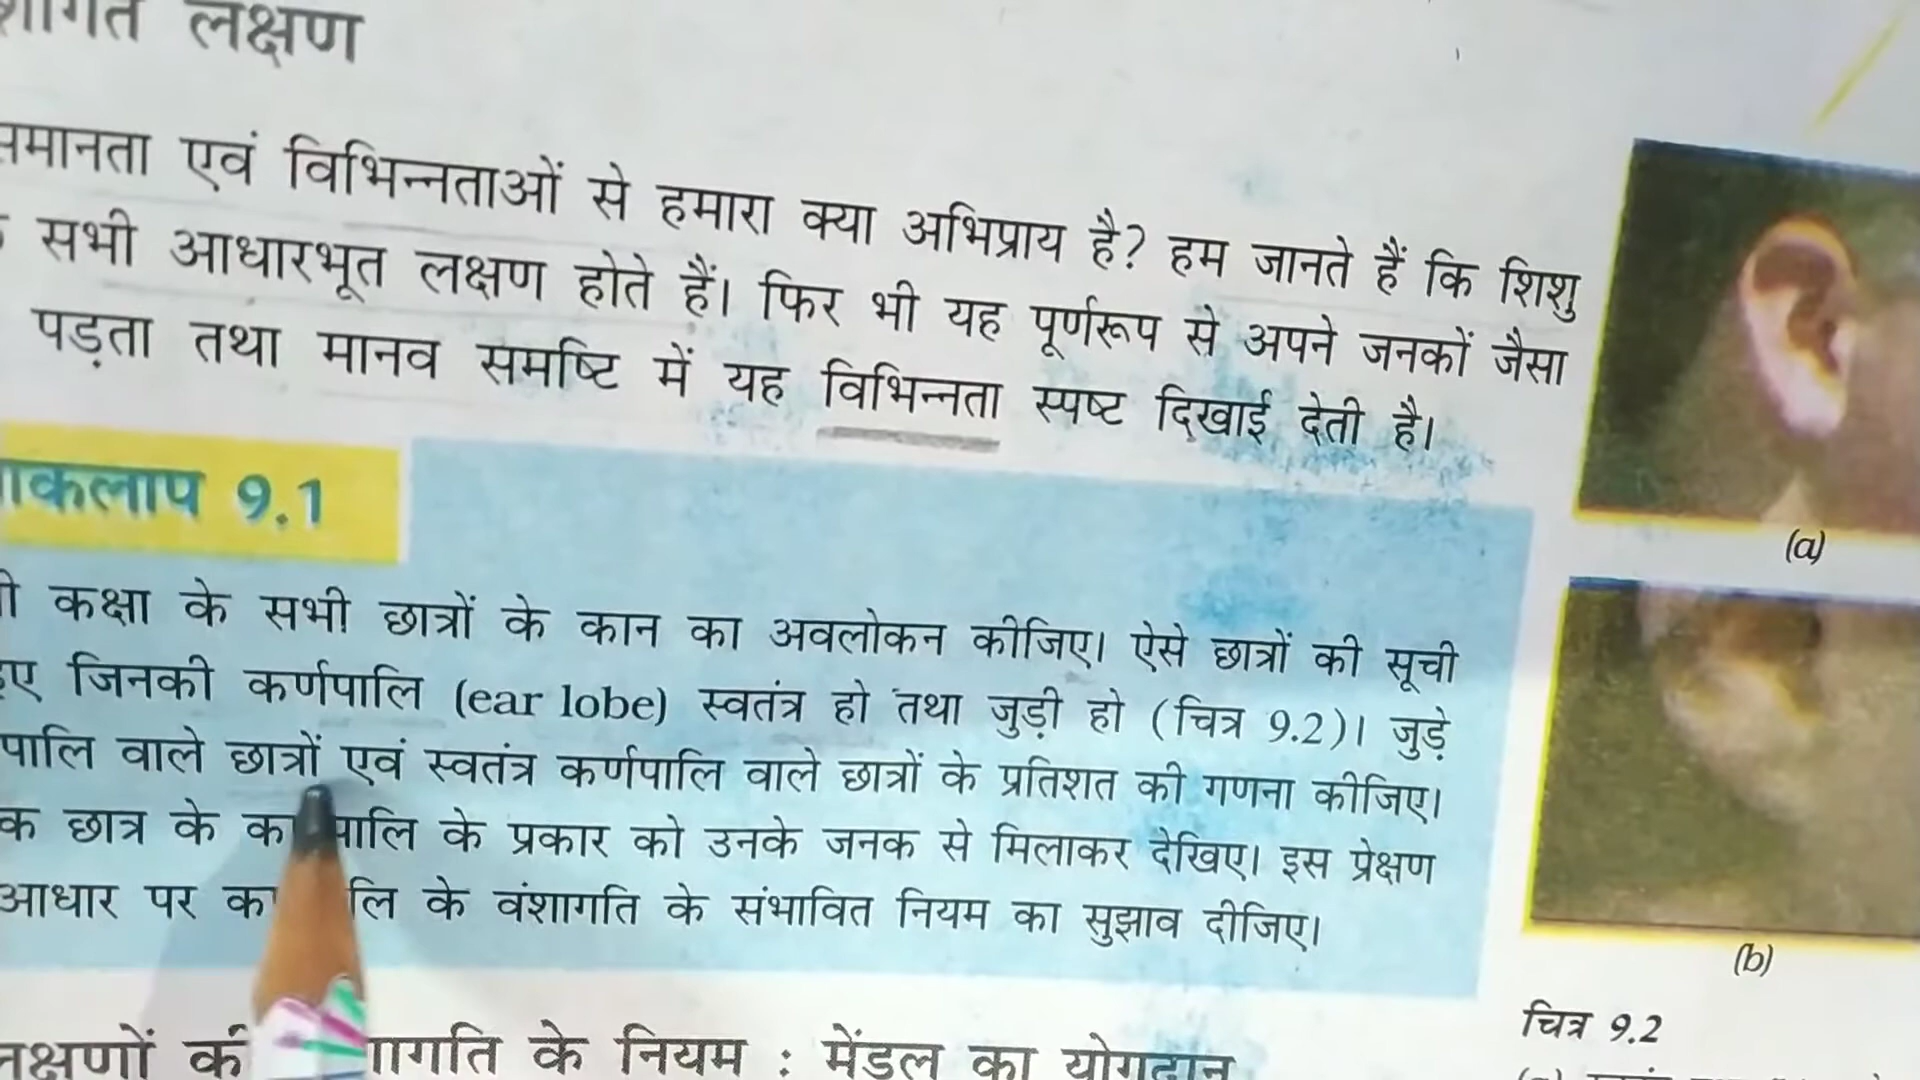 लक्षण
समानता एवं विभिन्नताओं से हमारा क्या अभिप्राय है? हम जानते हैं कि शिशु
सभी आधारभूत लक्षण होते हैं। फिर भी यह पूर्णरूप से अपने जनकों जैसा
पड़ता तथा मानव समष्टि में यह विभिन्नता स्पष्ट दिखाई देती है।
कलाप 9.1
कक्षा के सभी छात्रों के कान का अवलोकन कीजिए। ऐसे छात्रों की सूची
जिनकी कर्णपालि (ear lobe) स्वतंत्र हो तथा जुड़ी हो (चित्र 9.2)। जुड़े
पालि वाले छात्रों एवं स्वतंत्र कर्णपालि वाले छात्रों के प्रतिशत की गणना कीजिए।
क छात्र के पालि के प्रकार को उनके जनक से मिलाकर देखिए। इस प्रेक्षण
आधार पर लि के वंशागति के संभावित नियम का सुझाव दीजिए।
लक्षणों की गति के नियम : मेंडल का योगदान
(a)
(b)
चित्र 9.2